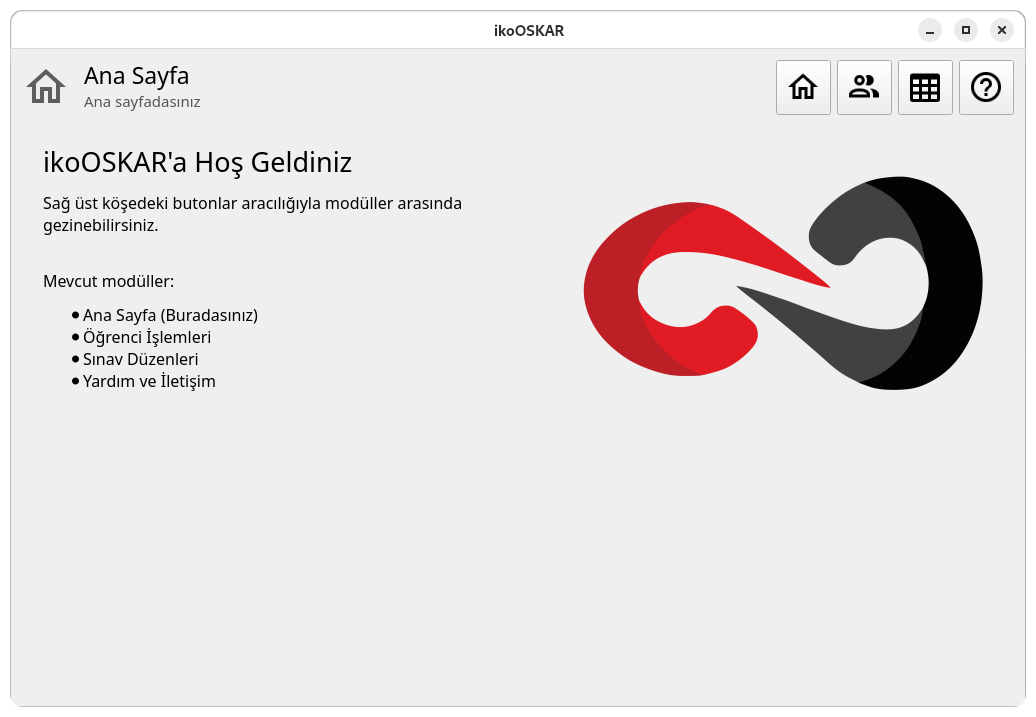 ikoOSKAR
Ana Sayfa
Ana sayfadasınız
ikoOSKAR'a Hoş Geldiniz
Sağ üst köşedeki butonlar aracılığıyla modüller arasında
gezinebilirsiniz.
Mevcut modüller:
● Ana Sayfa (Buradasınız)
● Öğrenci İşlemleri
● Sınav Düzenleri
● Yardım ve İletişim